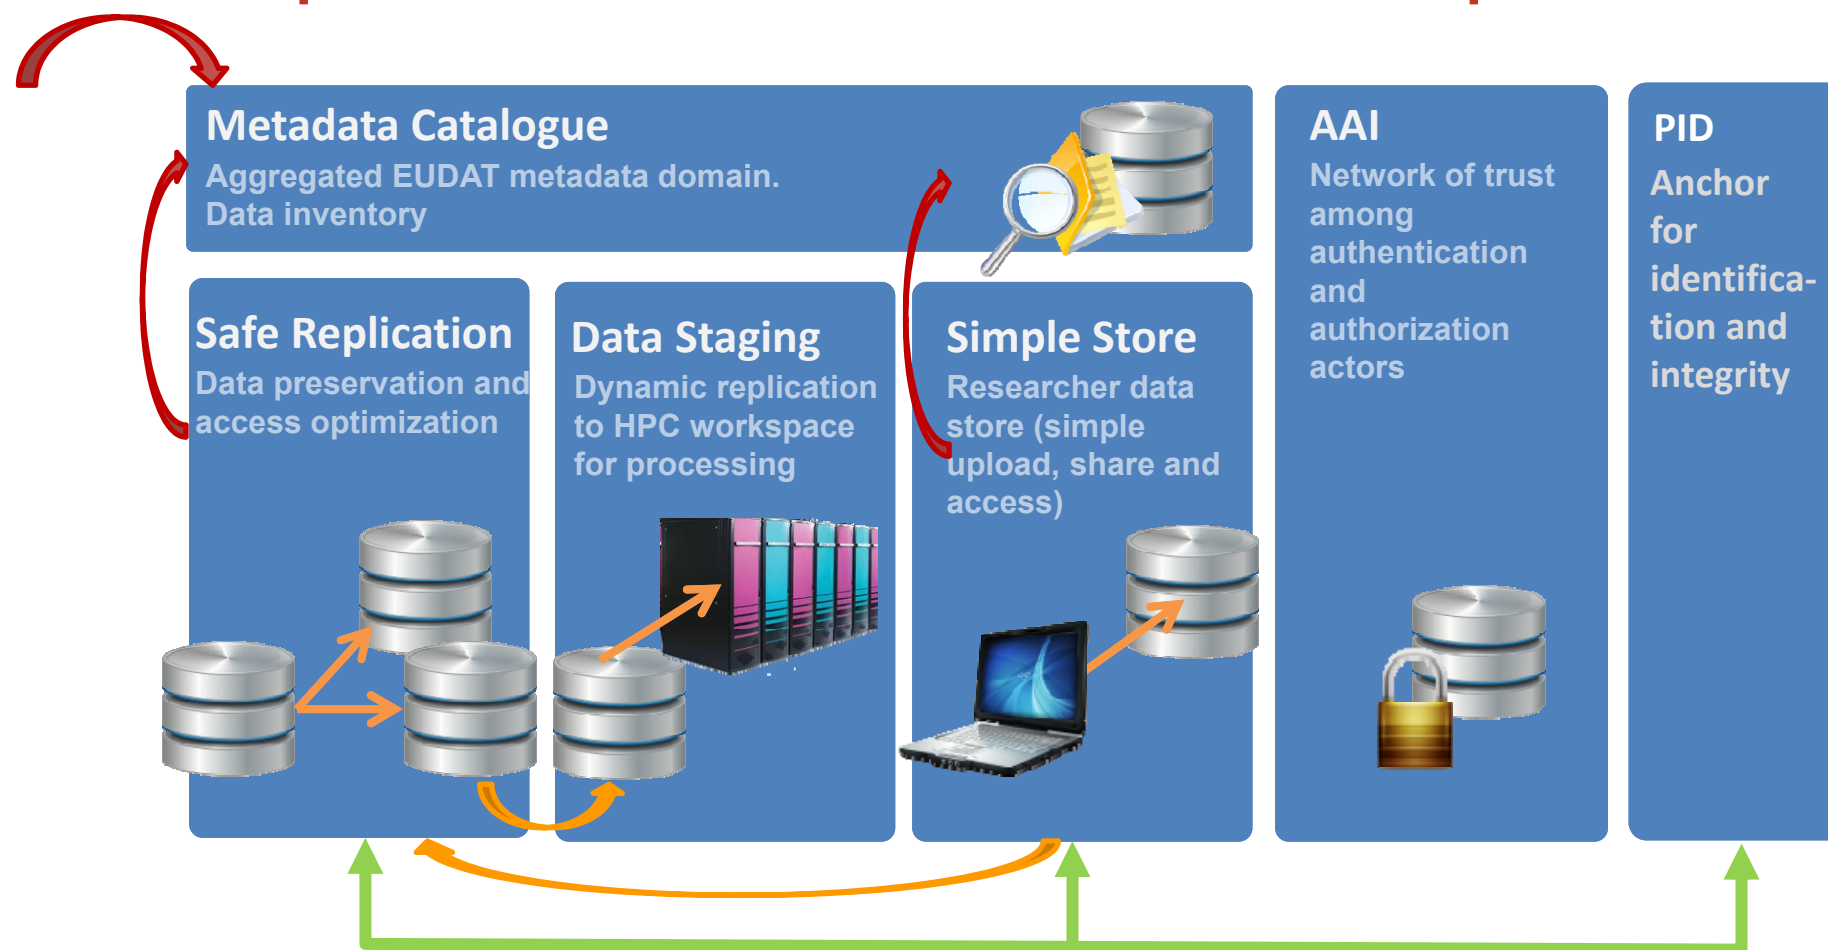 Metadata Catalogue
Aggregated EUDAT metadata domain.
Data inventory
Safe Replication
Data preservation and
access optimization
Data Staging
Dynamic replication
to HPC workspace
for processing
Simple Store
Researcher data
store (simple
upload, share and
access)
AAI
Network of trust
among
authentication
and
authorization
actors
PID
Anchor
for
identifica-
tion and
integrity